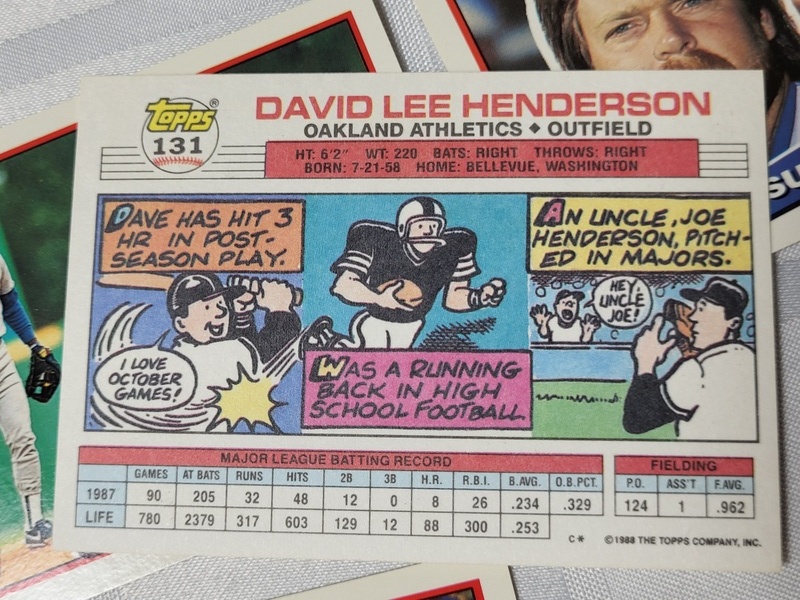 Topps®
131
DAVID LEE HENDERSON
OAKLAND ATHLETICS ◆ OUTFIELD
HT: 6'2" WT: 220 BATS: RIGHT THROWS: RIGHT
BORN: 7-21-58 HOME: BELLEVUE, WASHINGTON
DAVE HAS HIT 3
HR IN POST-
SEASON PLAY.
I LOVE
OCTOBER
GAMES!
WAS A RUNNING
BACK IN HIGH
SCHOOL FOOTBALL.
AN UNCLE, JOE
HENDERSON, PITCH-
ED IN MAJORS.
HEY,
UNCLE
JOE!
MAJOR LEAGUE BATTING RECORD
GAMES AT BATS RUNS HITS 2B 3B H.R. R.B.I. B.AVG. O.B.PCT.
1987 90 205 32 48 12 0 8 26 .234 .329
LIFE 780 2379 317 603 129 12 88 300 .253
FIELDING
P.O. ASS'T F.AVG.
124 1 .962
C* ©1988 THE TOPPS COMPANY, INC.
SU